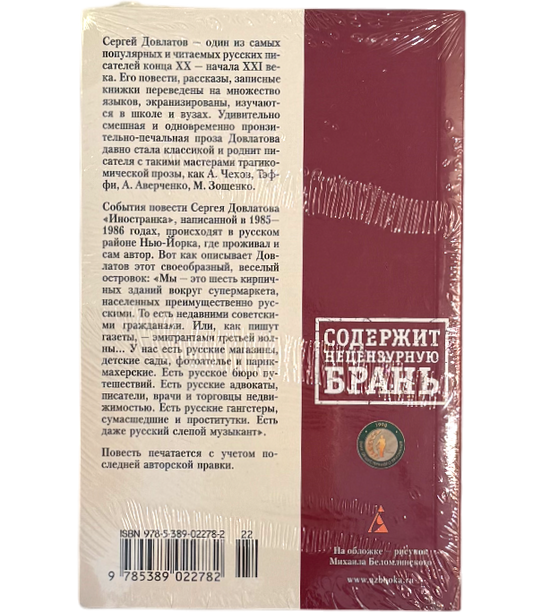 Сергей Довлатов – один из самых
популярных и читаемых русских пи-
сателей конца XX – начала XXI ве-
ка. Его повести, рассказы, записные
книжки переведены на множество
языков, экранизированы, изучают-
ся в школе и вузах. Удивительно
смешная и одновременно пронзи-
тельно-печальная проза Довлатова
давно стала классикой и роднит пи-
сателя с такими мастерами трагико-
мической прозы, как А. Чехов, Тэф-
фи, А. Аверченко, М. Зощенко.
События повести Сергея Довлатова
«Иностранка», написанной в 1985–
1986 годах, происходят в русском
районе Нью-Йорка, где проживал и
сам автор. Вот как описывает Дов-
латов этот своеобразный, веселый
островок: «Мы – это шесть кирпич-
ных зданий вокруг супермаркета,
населенных преимущественно рус-
скими. То есть недавними советски-
ми гражданами. Или, как пишут
газеты, – эмигрантами третьей вол-
ны... У нас есть русские магазины,
детские сады, фотоателье и парик-
махерские. Есть русское бюро пу-
тешествий. Есть русские адвокаты,
писатели, врачи и торговцы недви-
жимостью. Есть русские гангстеры,
сумасшедшие и проститутки. Есть
даже русский слепой музыкант».
Повесть печатается с учетом по-
следней авторской правки.
СОДЕРЖИТ
НЕЦЕНЗУРНУЮ
БРАНЬ
На обложке – рисунок
Михаила Беломлинского
www.azbooka.ru
ISBN 978-5-389-02278-2 22
9 785389 022782